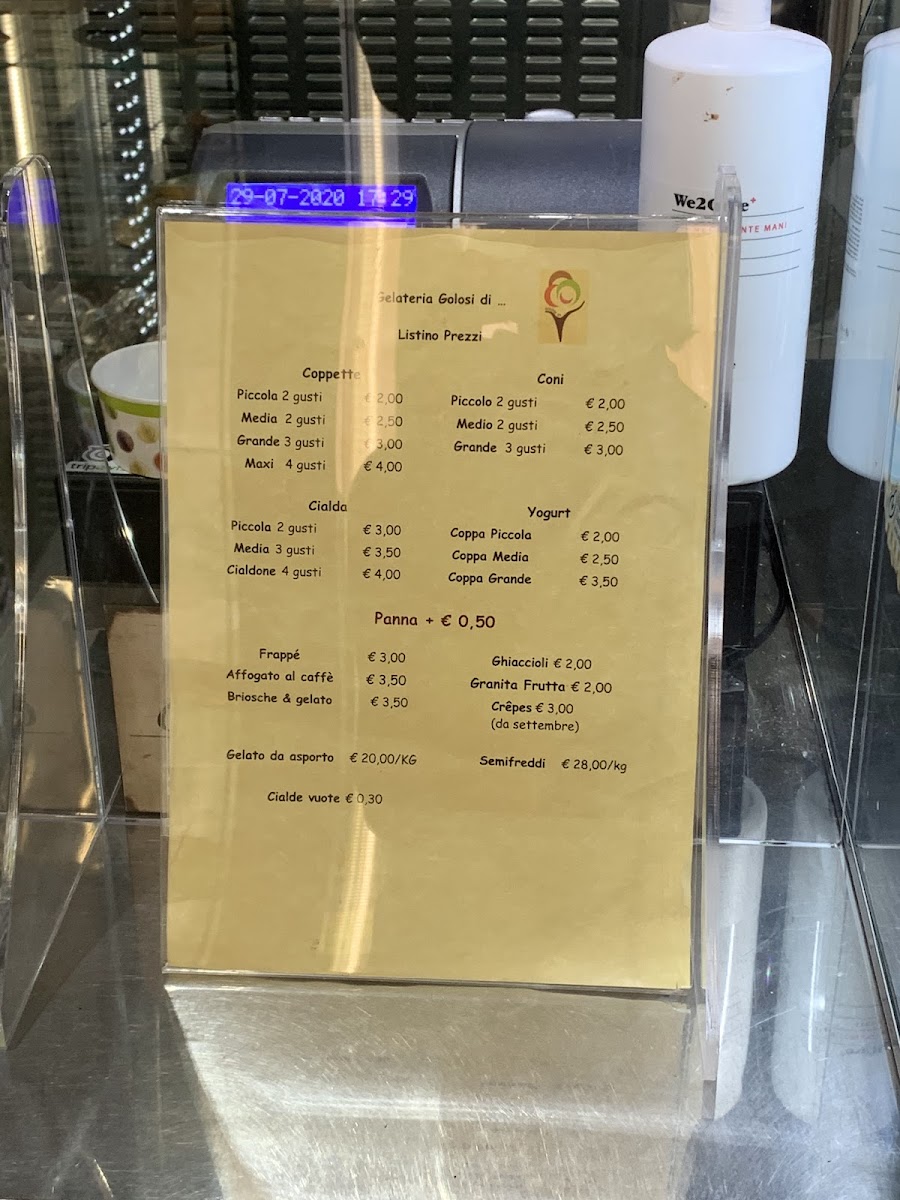 29-07-2020 17:29
We2C e+
NTE MANI
Gelateria Golosi di ...
Listino Prezzi
Coppette
Piccola 2 gusti € 2,00
Media 2 gusti € 2,50
Grande 3 gusti € 3,00
Maxi 4 gusti € 4,00
Coni
Piccolo 2 gusti € 2,00
Medio 2 gusti € 2,50
Grande 3 gusti € 3,00
Cialda
Piccola 2 gusti € 3,00
Media 3 gusti € 3,50
Cialdone 4 gusti € 4,00
Yogurt
Coppa Piccola € 2,00
Coppa Media € 2,50
Coppa Grande € 3,50
Panna + € 0,50
Frappé € 3,00
Affogato al caffè € 3,50
Briosche & gelato € 3,50
Ghiaccioli € 2,00
Granita Frutta € 2,00
Crêpes € 3,00
(da settembre)
Gelato da asporto € 20,00/KG
Semifreddi € 28,00/kg
Cialde vuote € 0,30